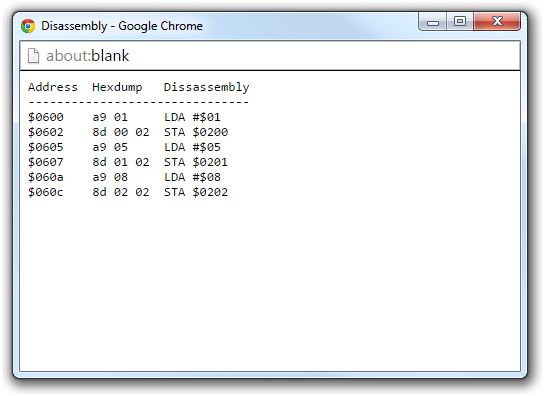 Disassembly - Google Chrome
about:blank
Address  Hexdump   Dissassembly
-------------------------------
$0600    a9 01     LDA #$01
$0602    8d 00 02  STA $0200
$0605    a9 05     LDA #$05
$0607    8d 01 02  STA $0201
$060a    a9 08     LDA #$08
$060c    8d 02 02  STA $0202